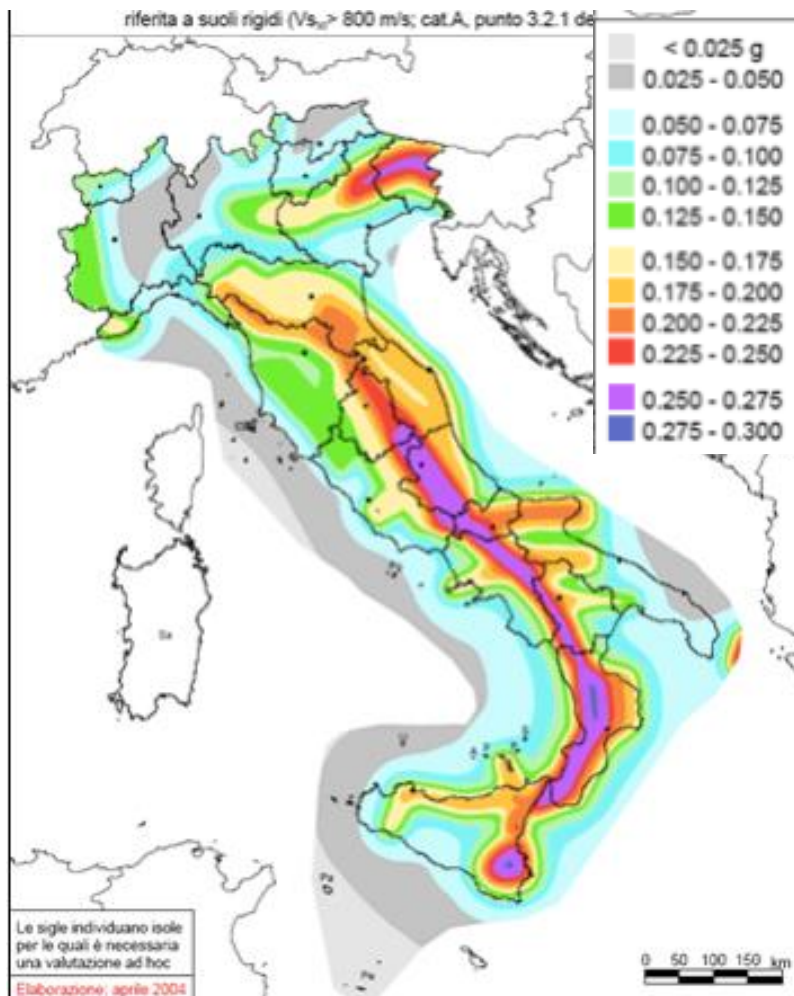 riferita a suoli rigidi (Vs₃₀> 800 m/s; cat.A, punto 3.2.1 de
< 0.025 g
0.025 - 0.050
0.050 - 0.075
0.075 - 0.100
0.100 - 0.125
0.125 - 0.150
0.150 - 0.175
0.175 - 0.200
0.200 - 0.225
0.225 - 0.250
0.250 - 0.275
0.275 - 0.300
Sa
U
Le sigle individuano isole
per le quali è necessaria
una valutazione ad hoc
Elaborazione: aprile 2004
0 50 100 150 km